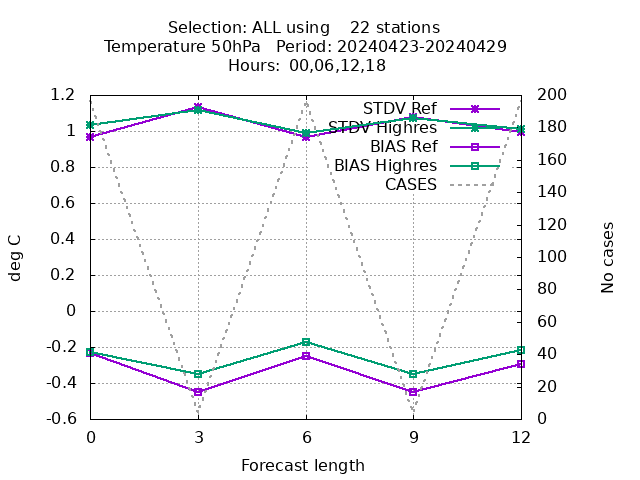 Selection: ALL using 22 stations
Temperature 50hPa Period: 20240423-20240429
Hours: 00,06,12,18
1.2
1
0.8
0.6
0.4
0.2
0
-0.2
-0.4
-0.6
deg C
200
180
160
140
120
100
80
60
40
20
0
No cases
STDV Ref
STDV Highres
BIAS Ref
BIAS Highres
CASES
0 3 6 9 12
Forecast length